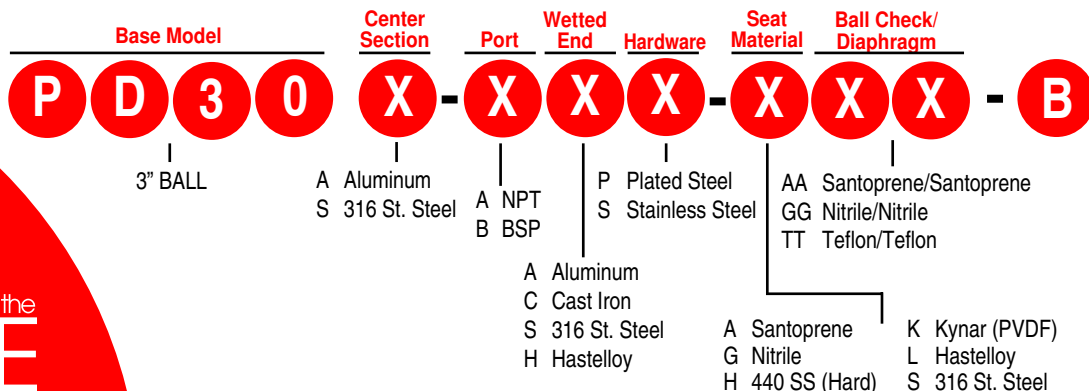 Base Model
Center
Section
Port
Wetted
End
Hardware
Seat
Material
Ball Check/
Diaphragm
P D 3 0 X - X X X - X X X - B
3” BALL
A Aluminum
S 316 St. Steel
A NPT
B BSP
P Plated Steel
S Stainless Steel
AA Santoprene/Santoprene
GG Nitrile/Nitrile
TT Teflon/Teflon
A Aluminum
C Cast Iron
S 316 St. Steel
H Hastelloy
A Santoprene
G Nitrile
H 440 SS (Hard)
K Kynar (PVDF)
L Hastelloy
S 316 St. Steel
the